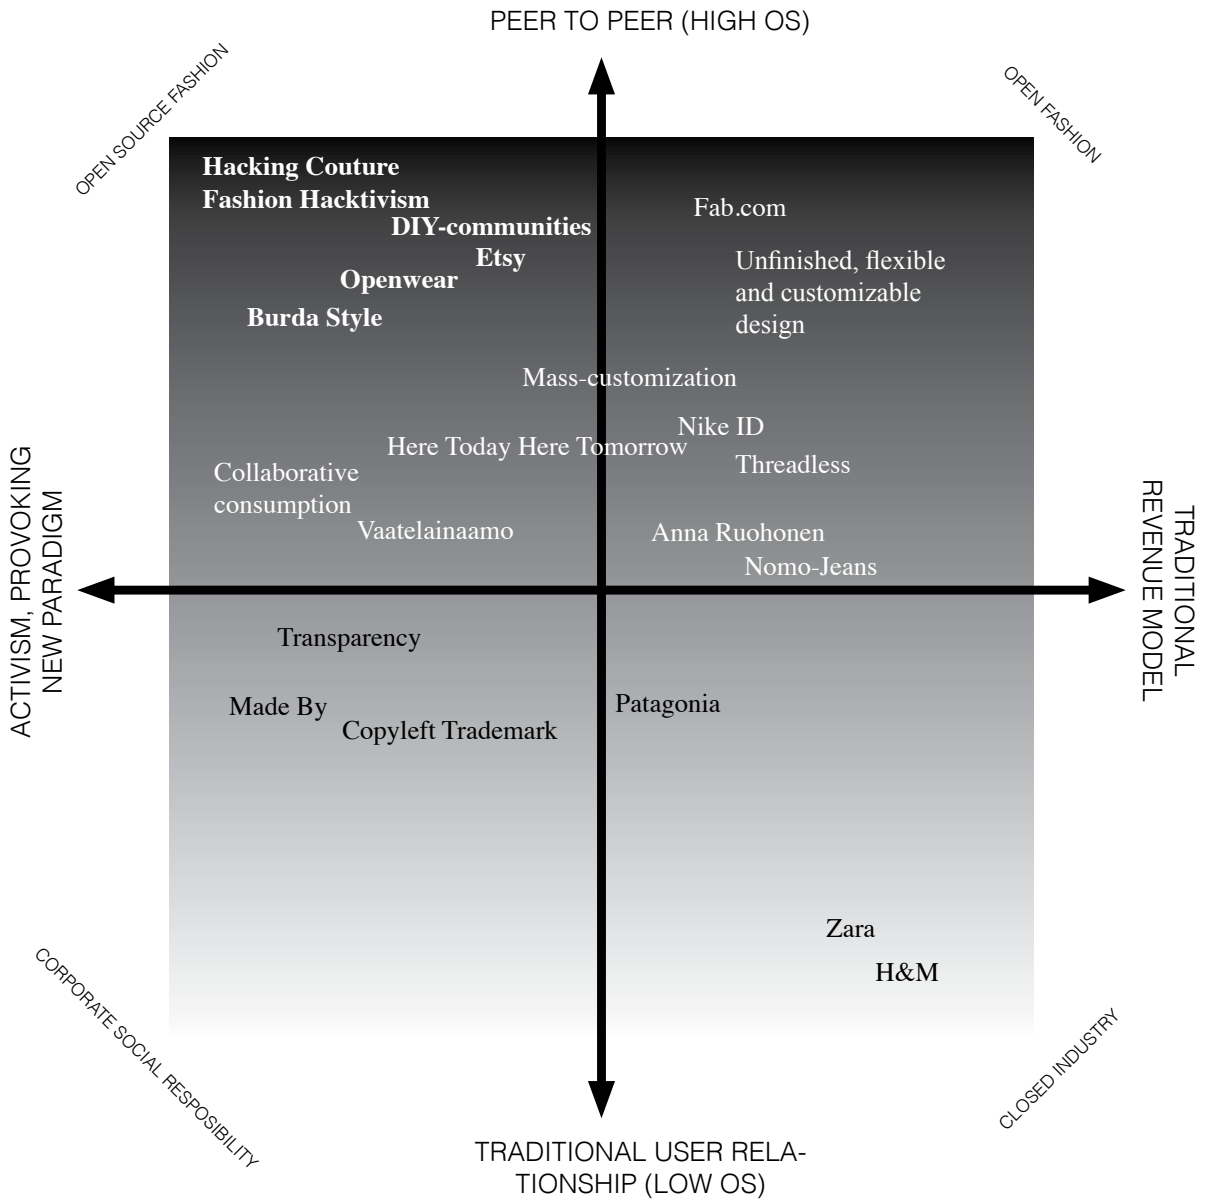 PEER TO PEER (HIGH OS)
OPEN SOURCE FASHION
OPEN FASHION
Hacking Couture
Fashion Hacktivism
DIY-communities
Etsy
Openwear
Burda Style
Fab.com
Unfinished, flexible
and customizable
design
Mass-customization
Nike ID
Here Today Here Tomorrow
Threadless
Collaborative
consumption
Vaatelainaamo
Anna Ruohonen
Nomo-Jeans
ACTIVISM, PROVOKING
NEW PARADIGM
TRADITIONAL
REVENUE MODEL
Transparency
Made By
Copyleft Trademark
Patagonia
Zara
H&M
CORPORATE SOCIAL RESPOSIBILITY
CLOSED INDUSTRY
TRADITIONAL USER RELA-
TIONSHIP (LOW OS)